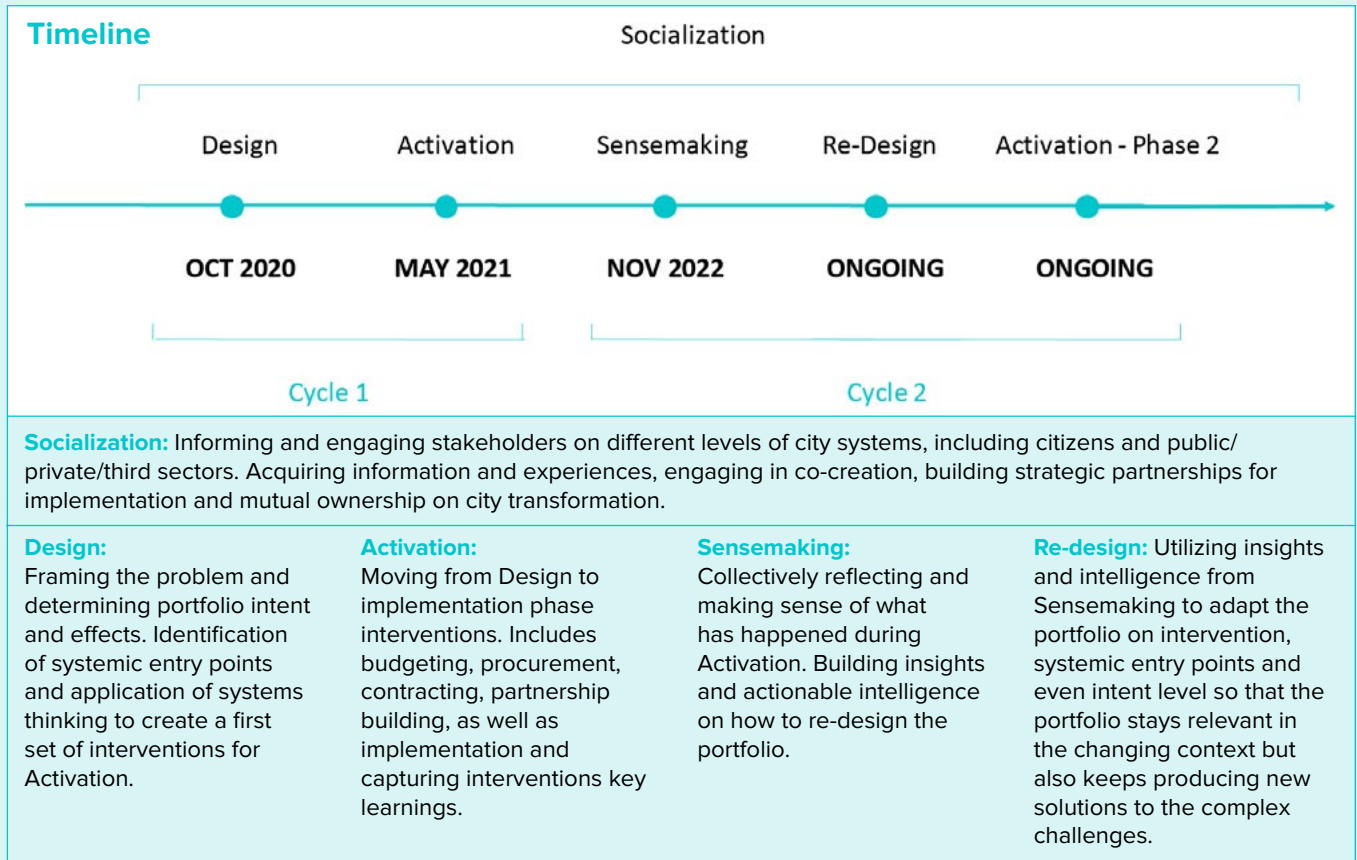 Timeline
Socialization
Design
Activation
Sensemaking
Re-Design
Activation - Phase 2
OCT 2020
MAY 2021
NOV 2022
ONGOING
ONGOING
Cycle 1
Cycle 2
Socialization: Informing and engaging stakeholders on different levels of city systems, including citizens and public/
private/third sectors. Acquiring information and experiences, engaging in co-creation, building strategic partnerships for
implementation and mutual ownership on city transformation.
Design:
Framing the problem and
determining portfolio intent
and effects. Identification
of systemic entry points
and application of systems
thinking to create a first
set of interventions for
Activation.
Activation:
Moving from Design to
implementation phase
interventions. Includes
budgeting, procurement,
contracting, partnership
building, as well as
implementation and
capturing interventions key
learnings.
Sensemaking:
Collectively reflecting and
making sense of what
has happened during
Activation. Building insights
and actionable intelligence
on how to re-design the
portfolio.
Re-design: Utilizing insights
and intelligence from
Sensemaking to adapt the
portfolio on intervention,
systemic entry points and
even intent level so that the
portfolio stays relevant in
the changing context but
also keeps producing new
solutions to the complex
challenges.